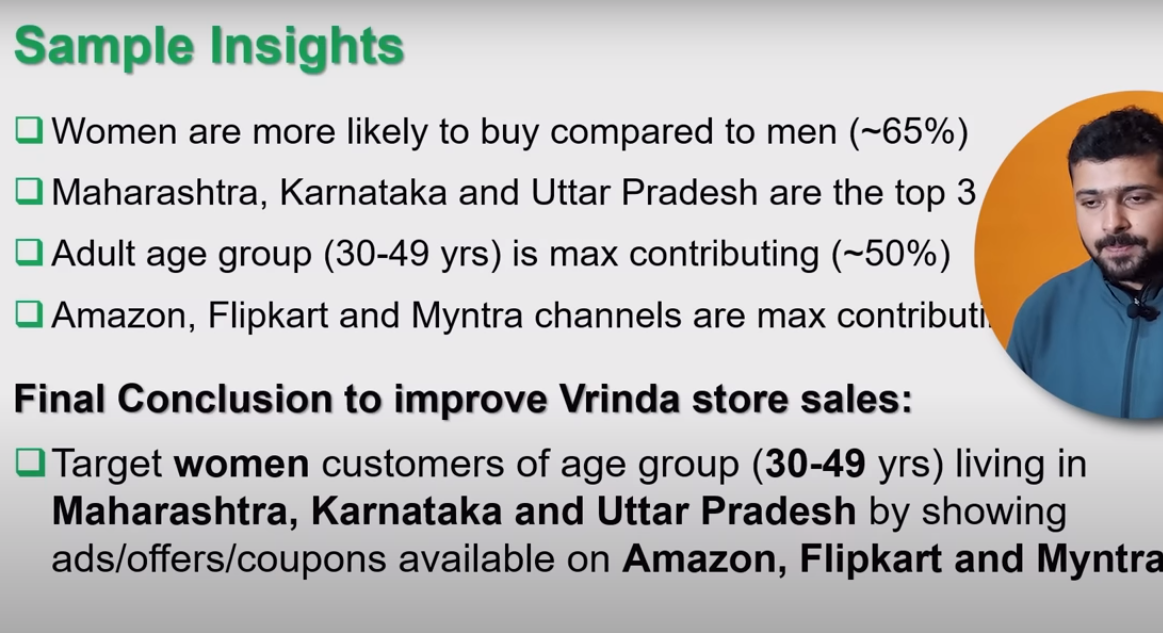 Sample Insights
Women are more likely to buy compared to men (~65%)
Maharashtra, Karnataka and Uttar Pradesh are the top 3
Adult age group (30-49 yrs) is max contributing (~50%)
Amazon, Flipkart and Myntra channels are max
Final Conclusion to improve Vrinda store sales:
Target women customers of age group (30-49 yrs) living in
Maharashtra, Karnataka and Uttar Pradesh by showing
ads/offers/coupons available on Amazon, Flipkart and Myntra